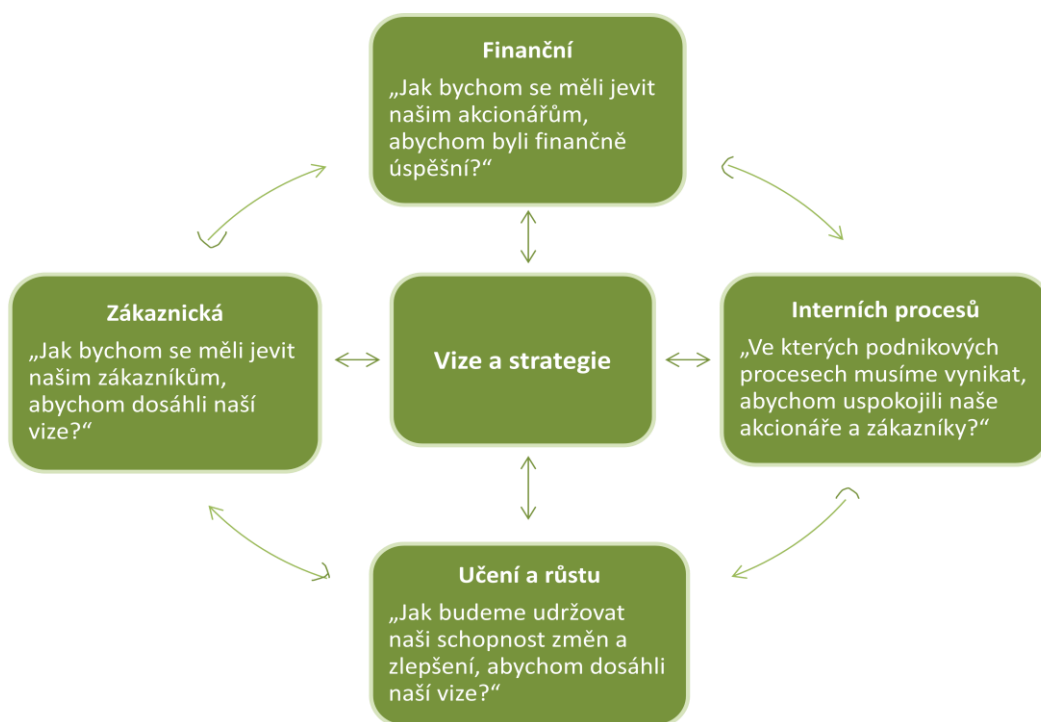 Finanční
„Jak bychom se měli jevit
našim akcionářům,
abychom byli finančně
úspěšní?“
Zákaznická
„Jak bychom se měli jevit
našim zákazníkům,
abychom dosáhli naší
vize?“
Vize a strategie
Interních procesů
„Ve kterých podnikových
procesech musíme vynikat,
abychom uspokojili naše
akcionáře a zákazníky?“
Učení a růstu
„Jak budeme udržovat
naši schopnost změn a
zlepšení, abychom dosáhli
naší vize?“